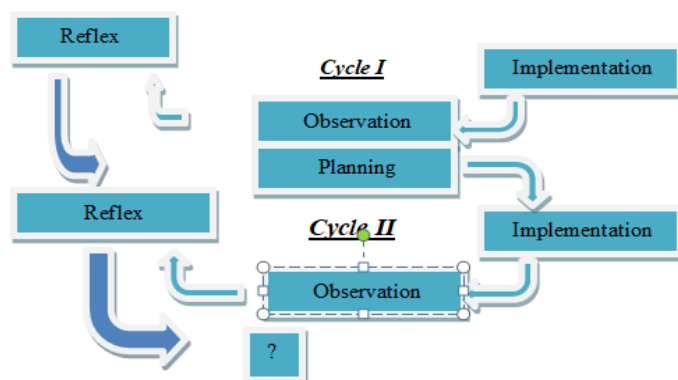 Reflex
Cycle I
Implementation
Observation
Planning
Reflex
Cycle II
Implementation
Observation
?